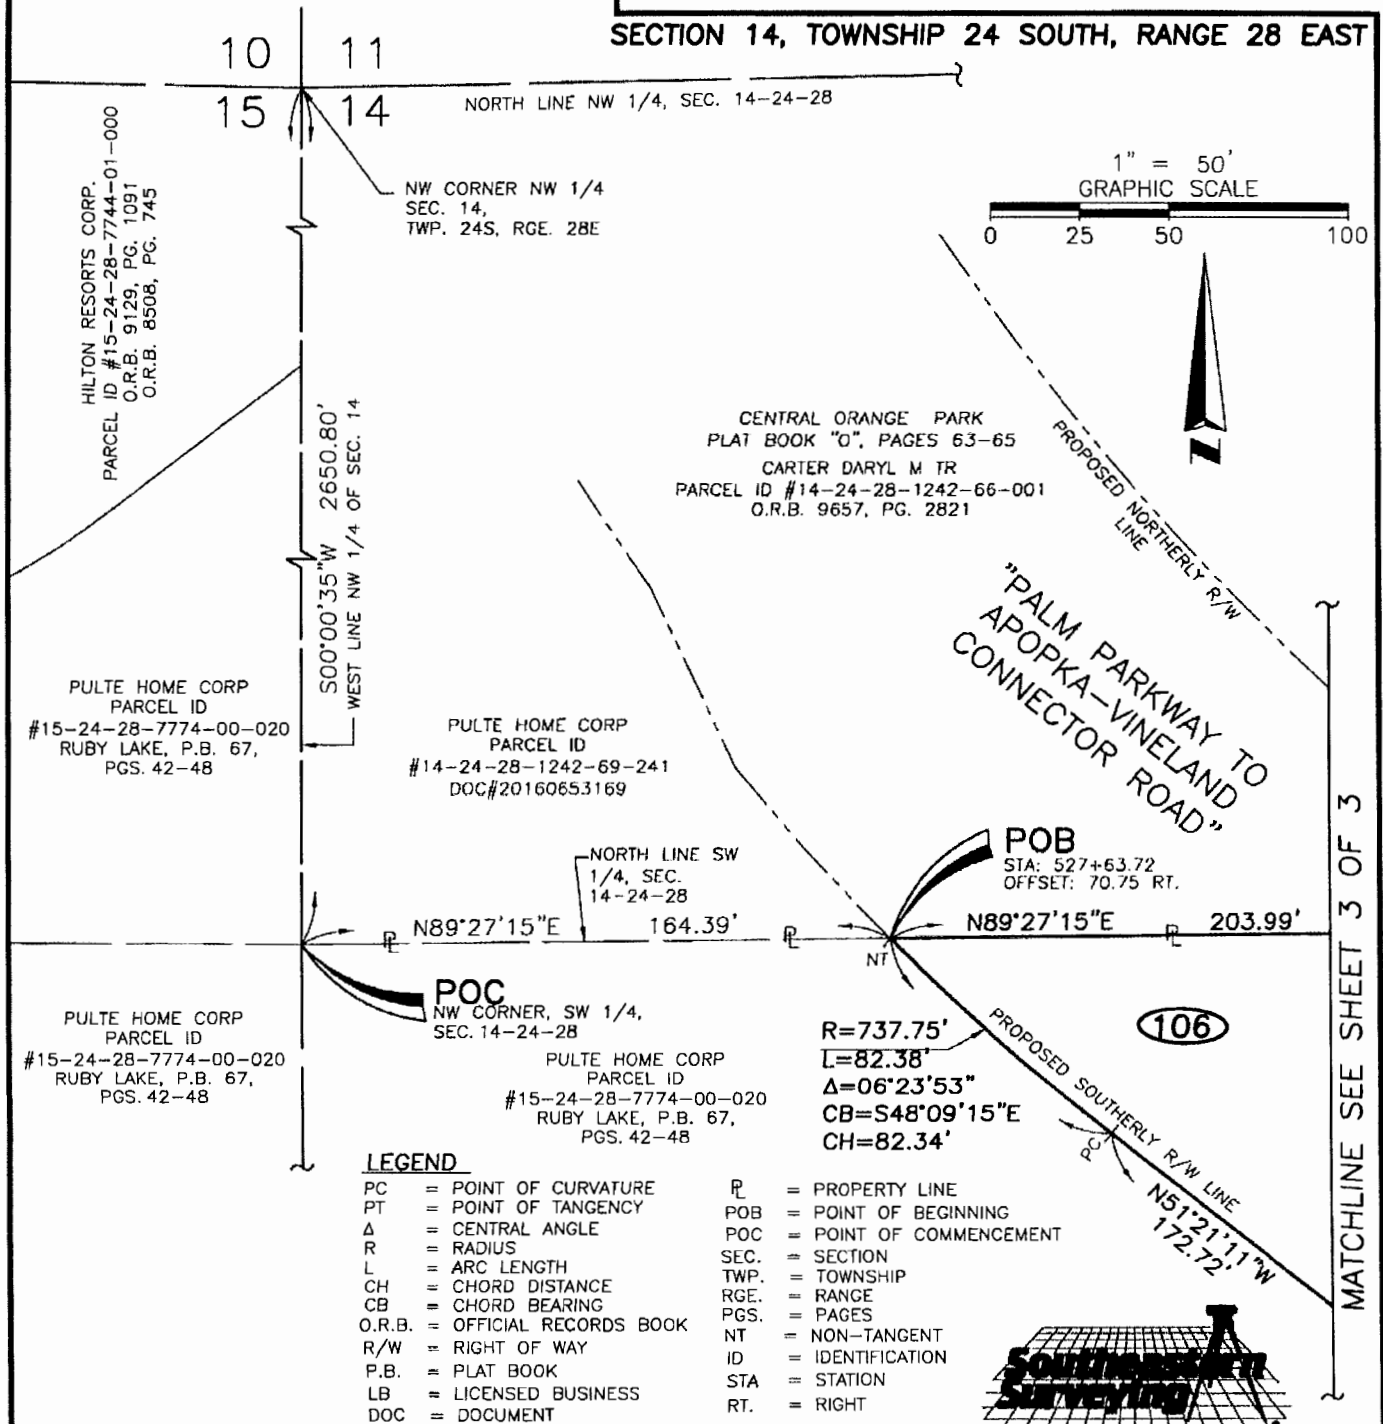 SECTION 14, TOWNSHIP 24 SOUTH, RANGE 28 EAST
10
11
15
14
NORTH LINE NW 1/4, SEC. 14-24-28
NW CORNER NW 1/4
SEC. 14,
TWP. 24S, RGE. 28E
1" = 50'
GRAPHIC SCALE
0 25 50 100
HILTON RESORTS CORP.
PARCEL ID #15-24-28-7744-01-000
O.R.B. 9129, PG. 1091
O.R.B. 8508, PG. 745
S00°00'35"W 2650.80'
WEST LINE NW 1/4 OF SEC. 14
CENTRAL ORANGE PARK
PLAT BOOK "O", PAGES 63-65
CARTER DARYL M TR
PARCEL ID #14-24-28-1242-66-001
O.R.B. 9657, PG. 2821
PROPOSED NORTHERLY R/W
LINE
"PALM PARKWAY TO
APOPKA-VINELAND
CONNECTOR ROAD"
PULTE HOME CORP
PARCEL ID
#15-24-28-7774-00-020
RUBY LAKE, P.B. 67,
PGS. 42-48
PULTE HOME CORP
PARCEL ID
#14-24-28-1242-69-241
DOC#20160653169
NORTH LINE SW
1/4, SEC.
14-24-28
POB
STA: 527+63.72
OFFSET: 70.75 RT.
N89°27'15"E 164.39'
PL
PL
N89°27'15"E
PL
203.99'
NT
POC
NW CORNER, SW 1/4,
SEC. 14-24-28
PULTE HOME CORP
PARCEL ID
#15-24-28-7774-00-020
RUBY LAKE, P.B. 67,
PGS. 42-48
PULTE HOME CORP
PARCEL ID
#15-24-28-7774-00-020
RUBY LAKE, P.B. 67,
PGS. 42-48
R=737.75'
L=82.38'
Δ=06°23'53"
CB=S48°09'15"E
CH=82.34'
106
PROPOSED SOUTHERLY R/W LINE
PC
N51°21'11"W
172.72'
MATCHLINE SEE SHEET 3 OF 3
LEGEND
PC = POINT OF CURVATURE
PT = POINT OF TANGENCY
Δ = CENTRAL ANGLE
R = RADIUS
L = ARC LENGTH
CH = CHORD DISTANCE
CB = CHORD BEARING
O.R.B. = OFFICIAL RECORDS BOOK
R/W = RIGHT OF WAY
P.B. = PLAT BOOK
LB = LICENSED BUSINESS
DOC = DOCUMENT
PL = PROPERTY LINE
POB = POINT OF BEGINNING
POC = POINT OF COMMENCEMENT
SEC. = SECTION
TWP. = TOWNSHIP
RGE. = RANGE
PGS. = PAGES
NT = NON-TANGENT
ID = IDENTIFICATION
STA = STATION
RT. = RIGHT
Southeastern
Surveying